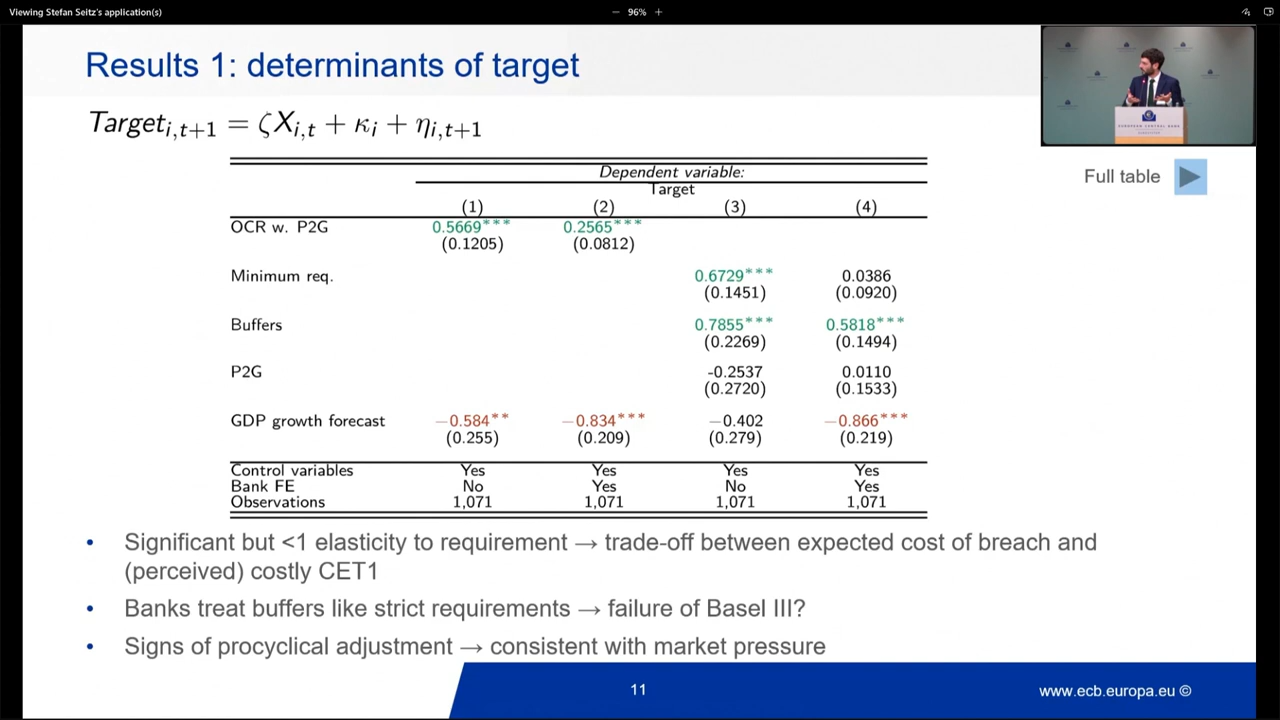 Viewing Stefan Seitz's application(s)
− 96% +
Results 1: determinants of target
Target_{i,t+1} = ζX_{i,t} + κ_i + η_{i,t+1}
Full table
Dependent variable:
Target
(1) (2) (3) (4)
OCR w. P2G 0.5669*** 0.2565***
(0.1205) (0.0812)
Minimum req. 0.6729*** 0.0386
(0.1451) (0.0920)
Buffers 0.7855*** 0.5818***
(0.2269) (0.1494)
P2G -0.2537 0.0110
(0.2720) (0.1533)
GDP growth forecast −0.584** −0.834*** −0.402 −0.866***
(0.255) (0.209) (0.279) (0.219)
Control variables Yes Yes Yes Yes
Bank FE No Yes No Yes
Observations 1,071 1,071 1,071 1,071
• Significant but <1 elasticity to requirement → trade-off between expected cost of breach and
(perceived) costly CET1
• Banks treat buffers like strict requirements → failure of Basel III?
• Signs of procyclical adjustment → consistent with market pressure
11
www.ecb.europa.eu ©
EUROPEAN CENTRAL BANK